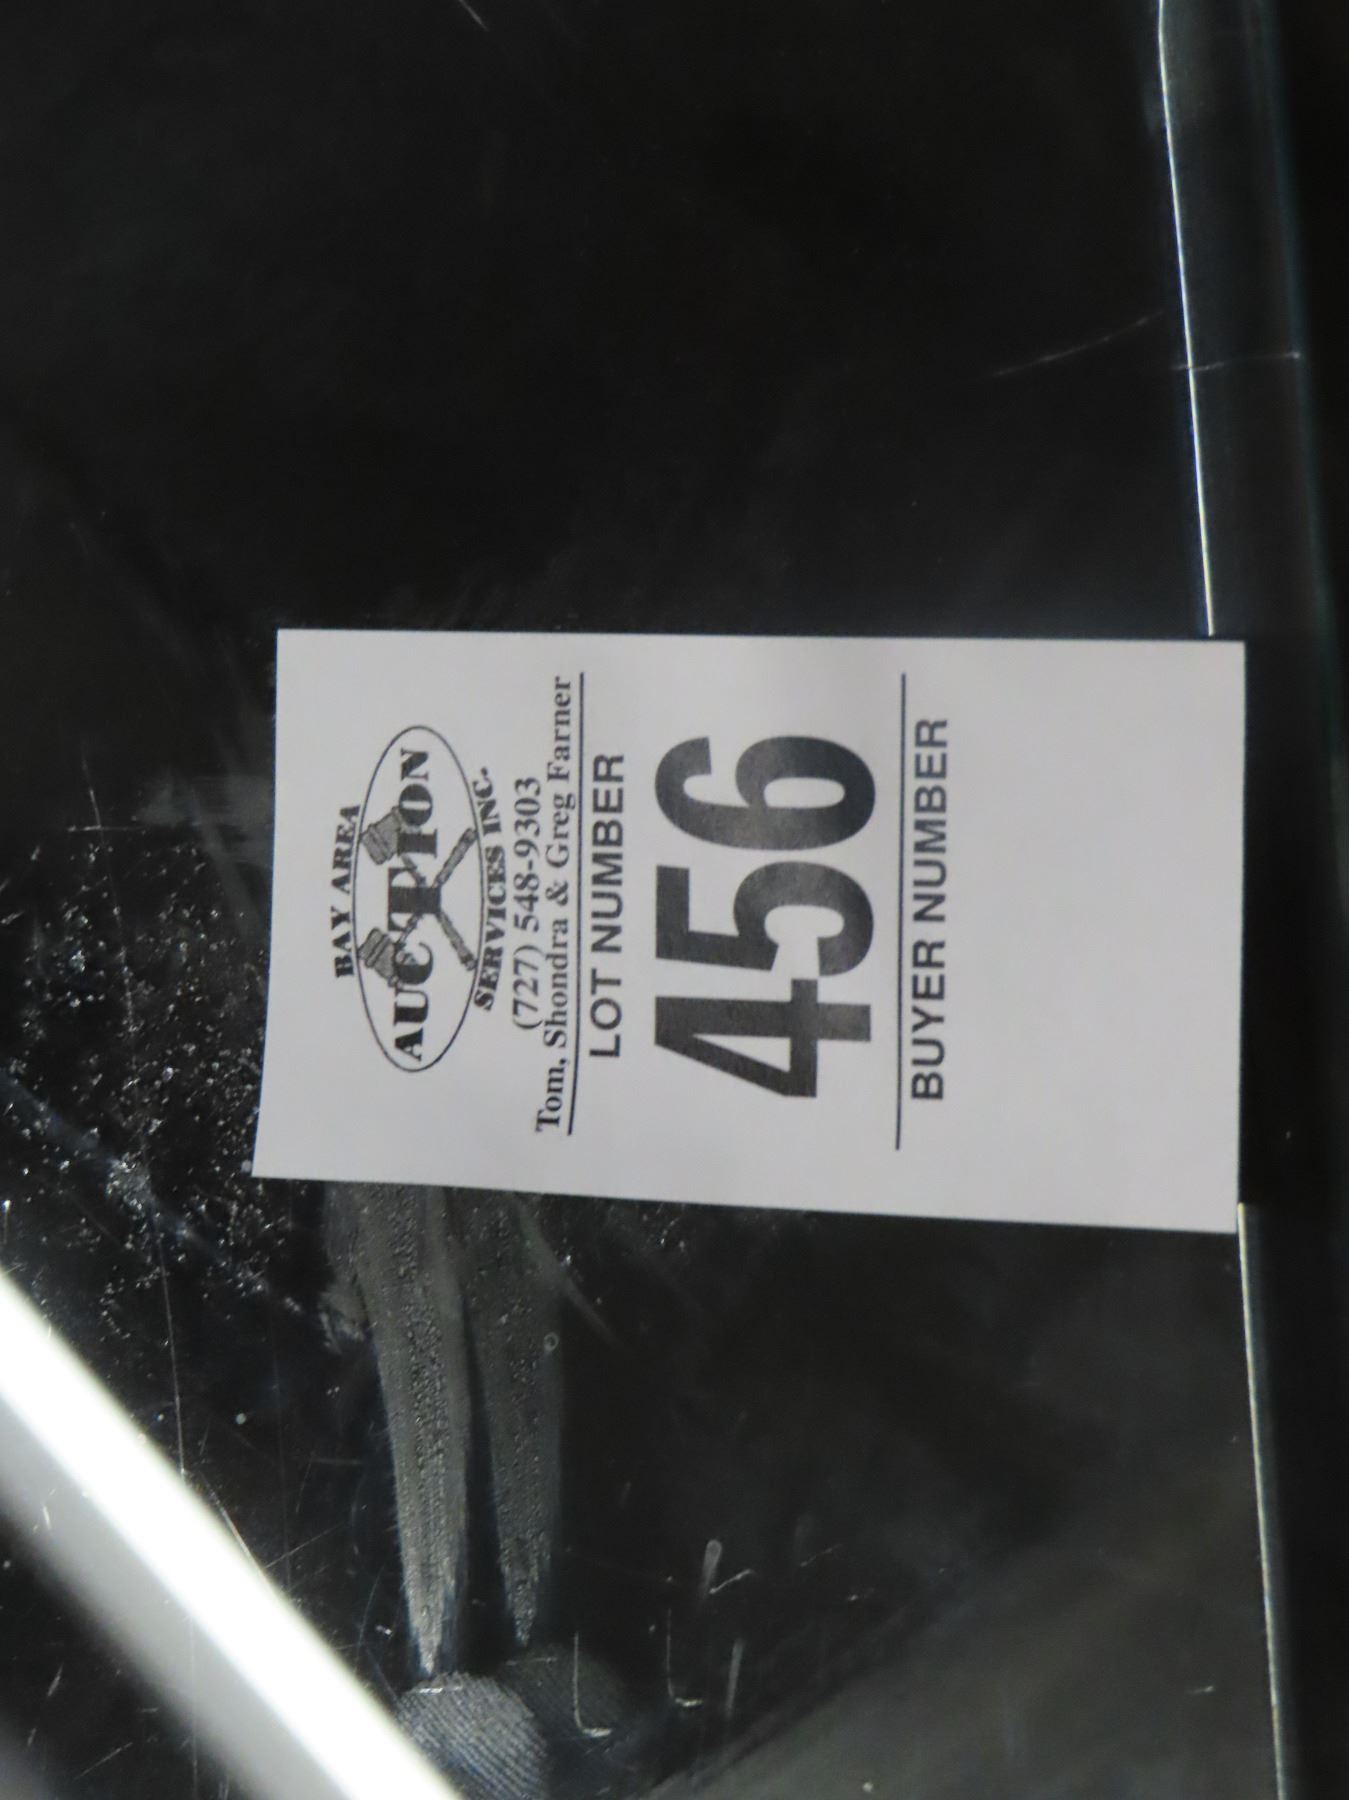 BAY AREA
AUCTION
SERVICES INC.
(727) 548-9303
Tom, Shondra & Greg Farner
LOT NUMBER
456
BUYER NUMBER